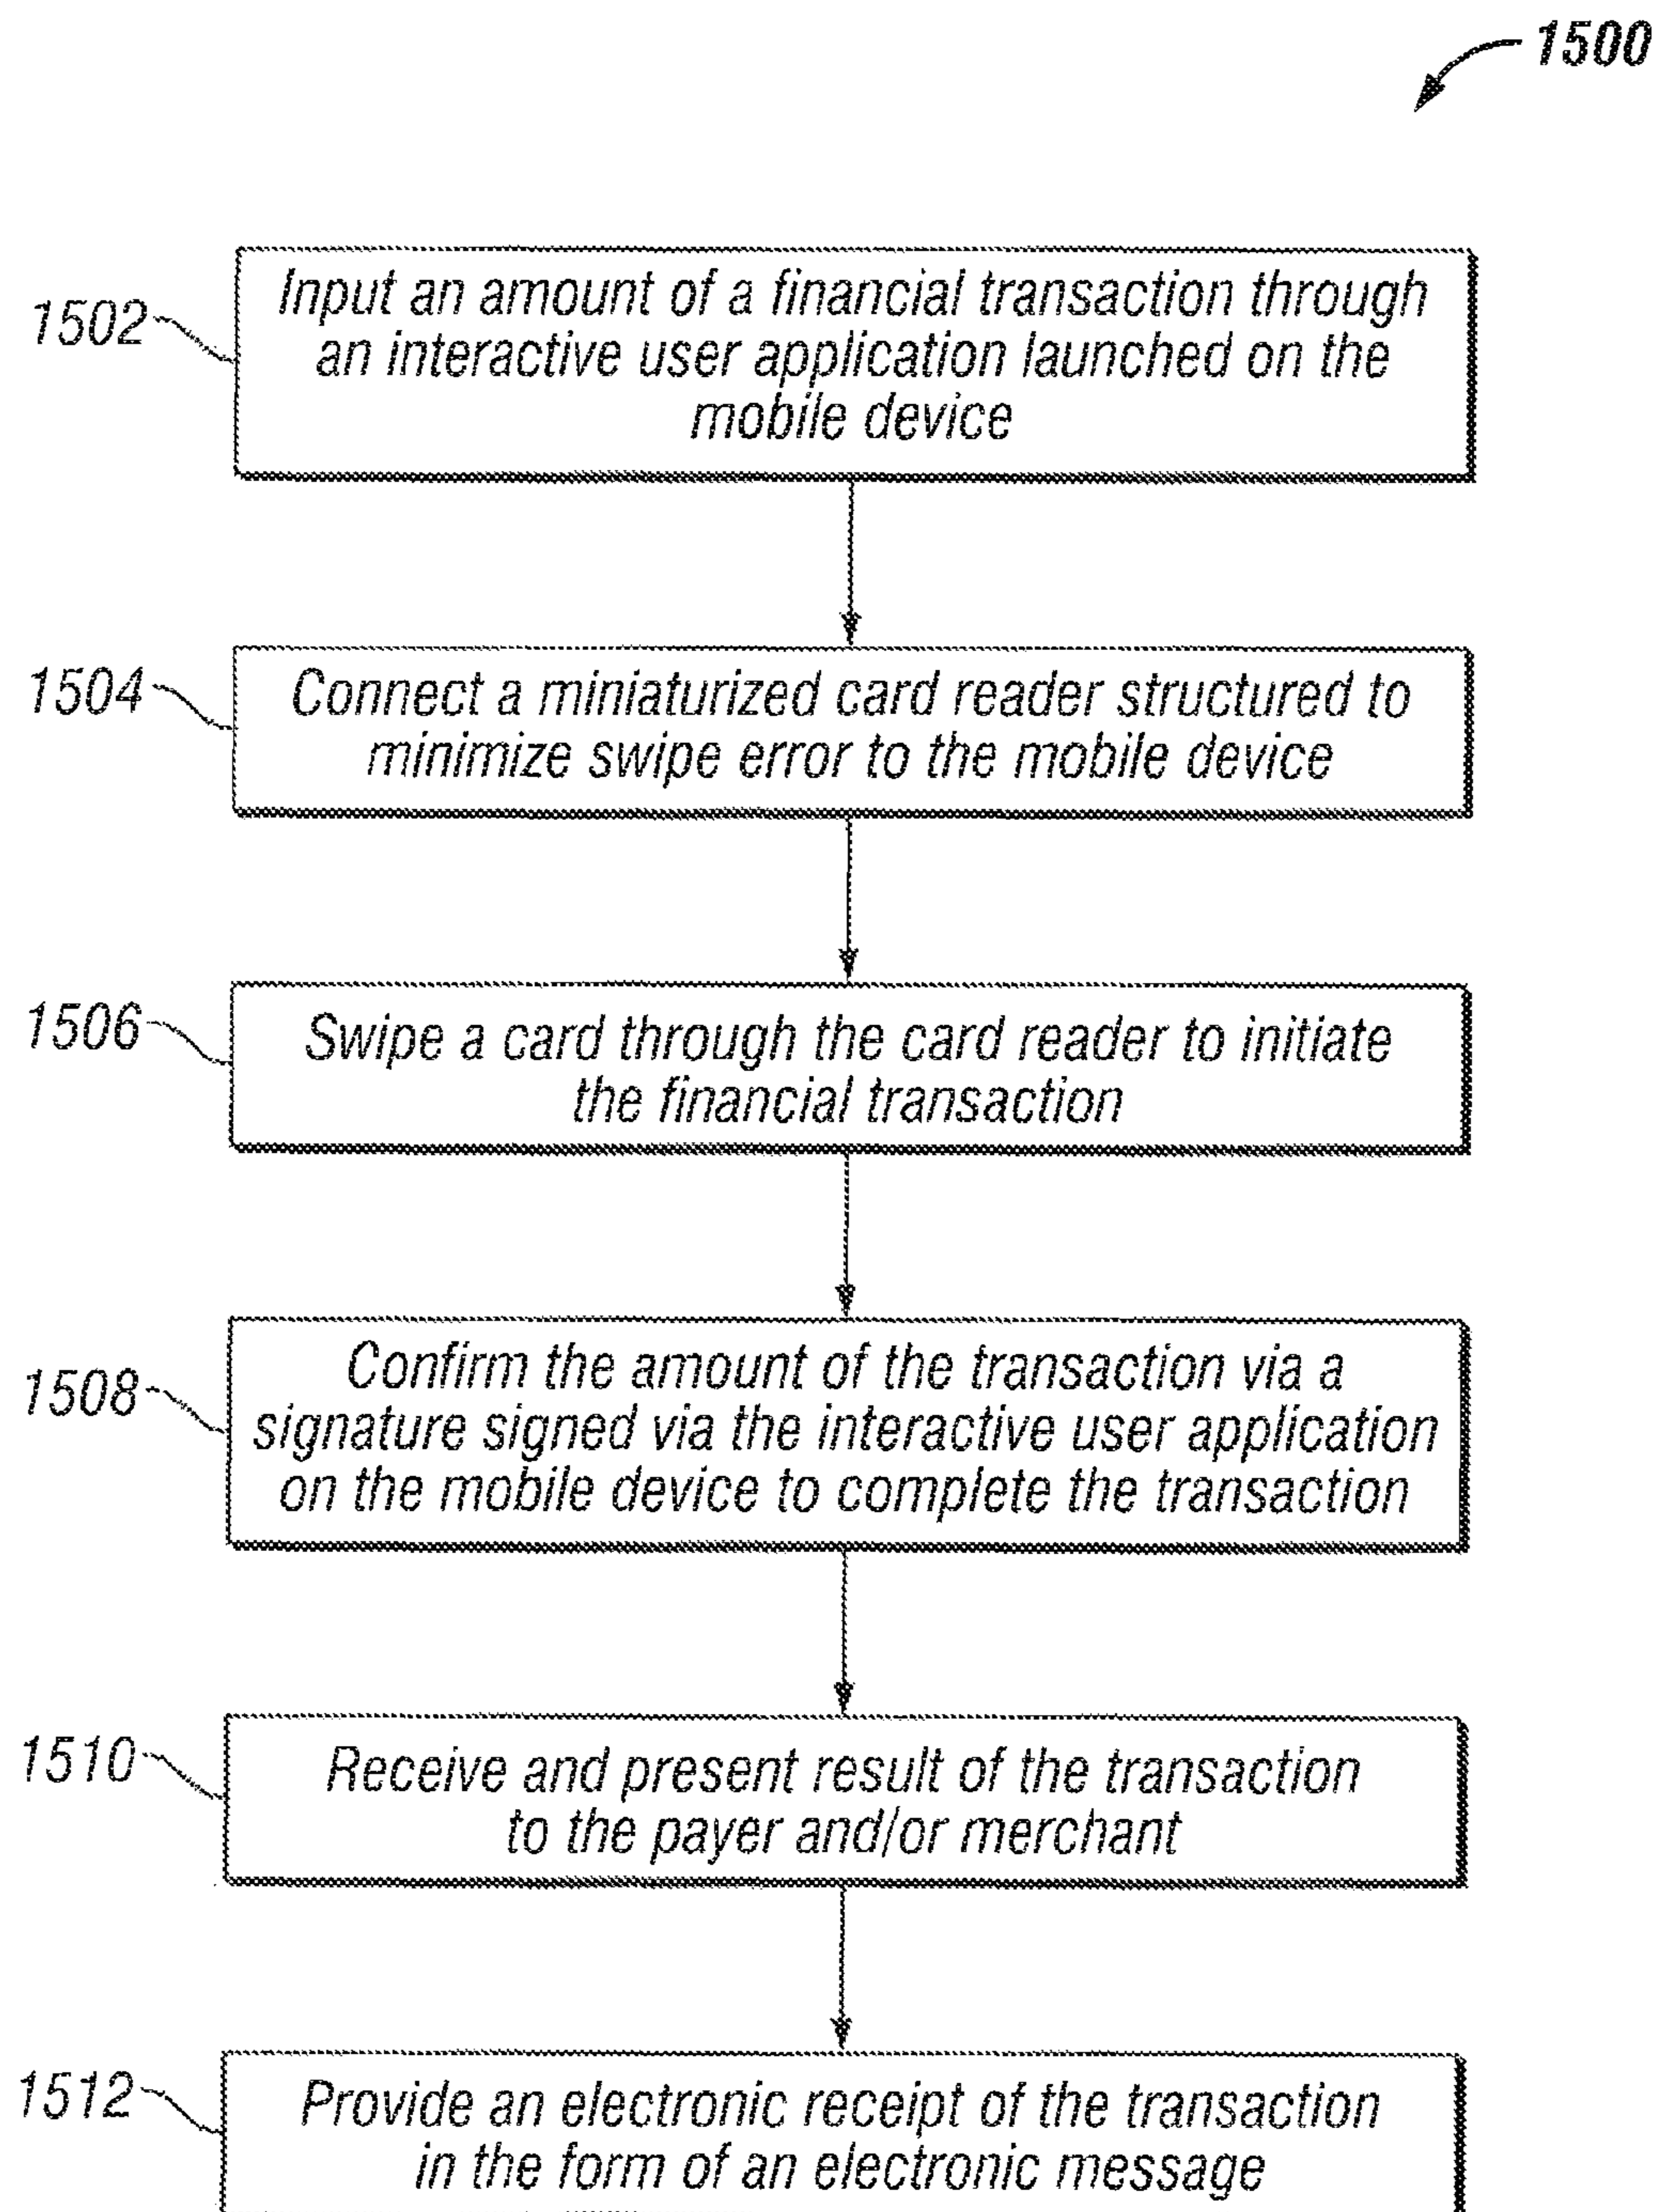 1500
1502
Input an amount of a financial transaction through
an interactive user application launched on the
mobile device
1504
Connect a miniaturized card reader structured to
minimize swipe error to the mobile device
1506
Swipe a card through the card reader to initiate
the financial transaction
1508
Confirm the amount of the transaction via a
signature signed via the interactive user application
on the mobile device to complete the transaction
1510
Receive and present result of the transaction
to the payer and/or merchant
1512
Provide an electronic receipt of the transaction
in the form of an electronic message